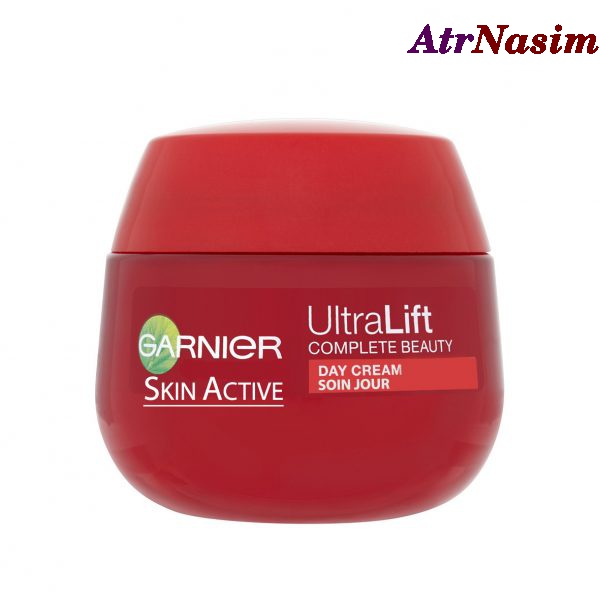 AtrNasim
GARNIER
SKIN ACTIVE
UltraLift
COMPLETE BEAUTY
DAY CREAM
SOIN JOUR